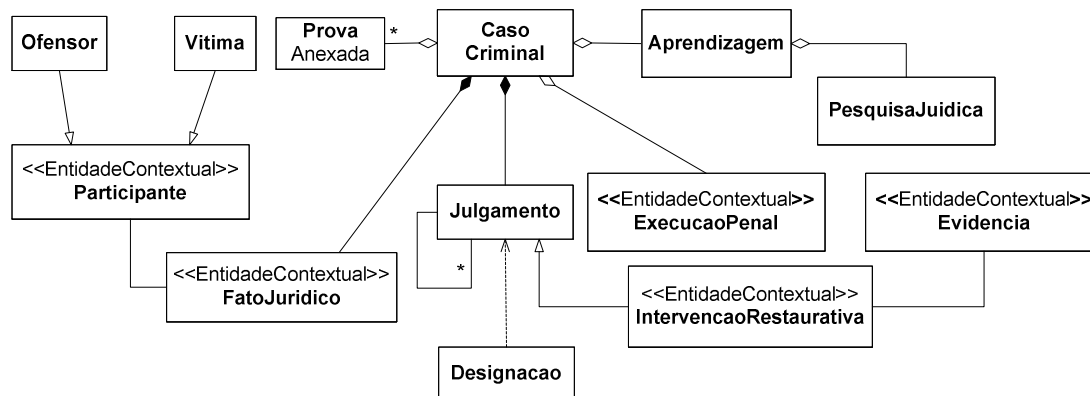 Ofensor
Vitima
Prova
Anexada
*
Caso
Criminal
Aprendizagem
PesquisaJuidica
<<EntidadeContextual>>
Participante
Julgamento
*
<<EntidadeContextual>>
ExecucaoPenal
<<EntidadeContextual>>
Evidencia
<<EntidadeContextual>>
FatoJuridico
<<EntidadeContextual>>
IntervencaoRestaurativa
Designacao